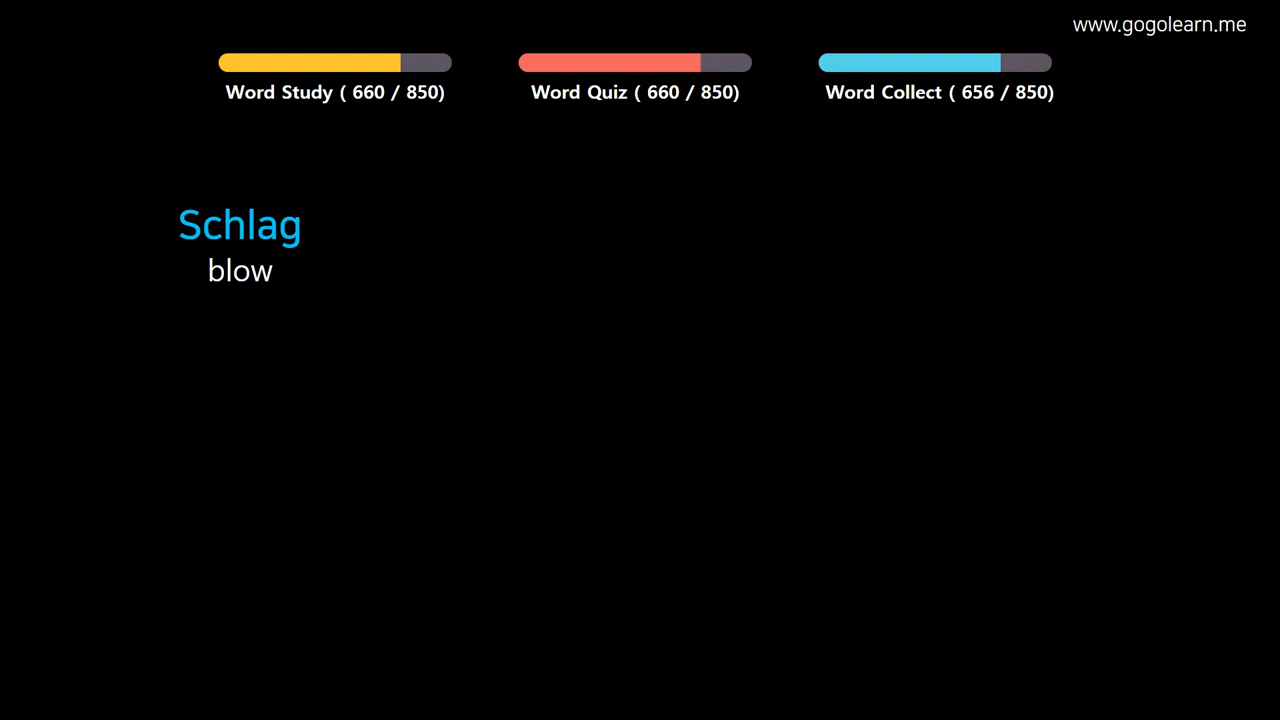 www.gogolearn.me
Word Study ( 660 / 850)
Word Quiz ( 660 / 850)
Word Collect ( 656 / 850)
Schlag
blow